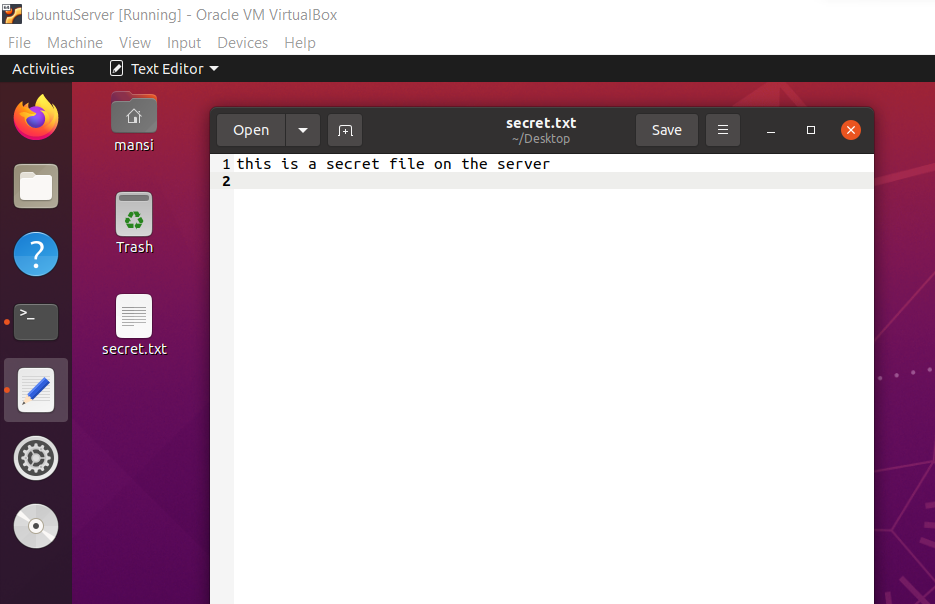 ubuntuServer [Running] - Oracle VM VirtualBox
File Machine View Input Devices Help
Activities Text Editor
mansi
Trash
secret.txt
Open secret.txt Save
~/Desktop
1 this is a secret file on the server
2
?
>_